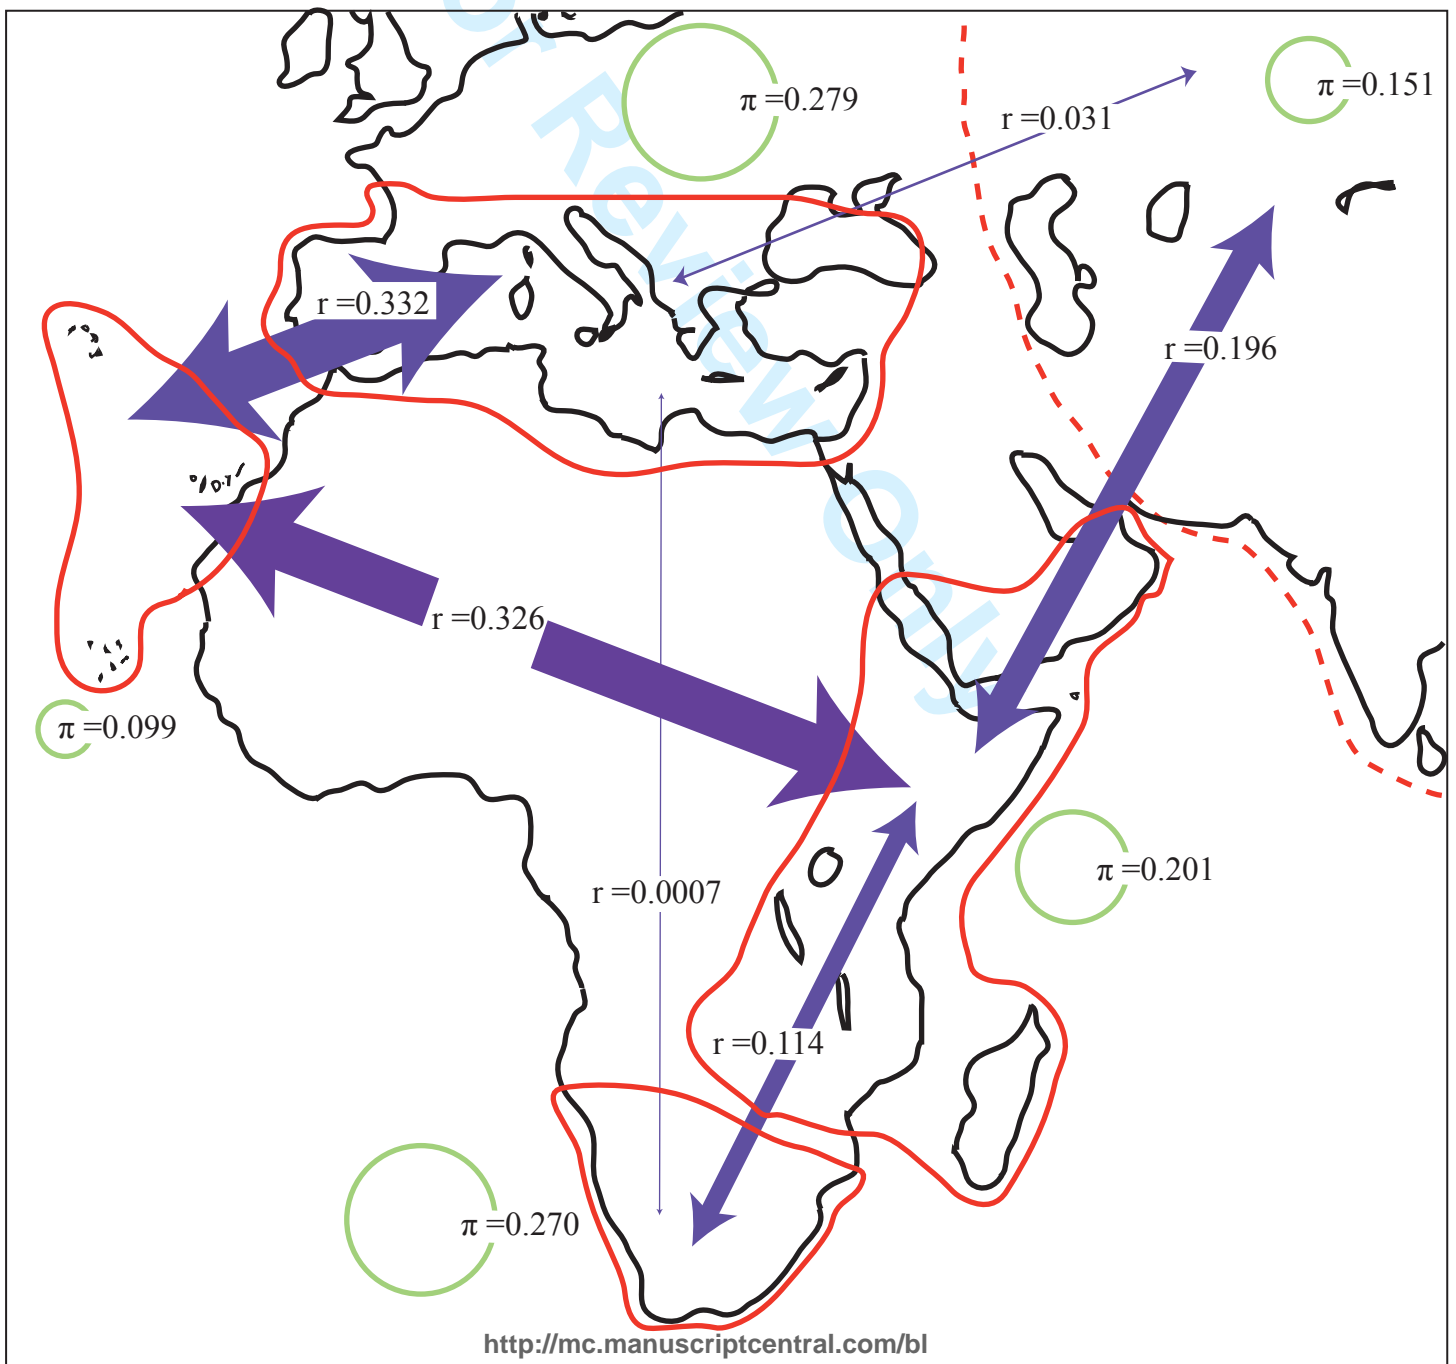 For Review Only
π =0.279
π =0.151
r =0.031
r =0.332
r =0.196
r =0.326
π =0.099
π =0.201
r =0.0007
r =0.114
π =0.270
http://mc.manuscriptcentral.com/bl